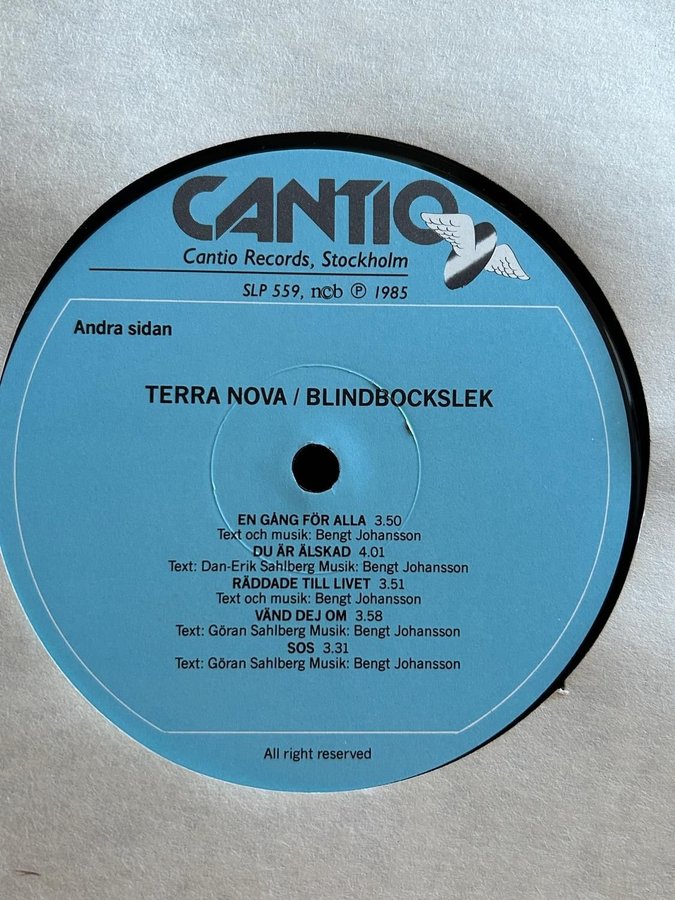 CANTIO
Cantio Records, Stockholm
SLP 559, n©b ℗ 1985
Andra sidan
TERRA NOVA / BLINDBOCKSLEK
EN GÅNG FÖR ALLA 3.50
Text och musik: Bengt Johansson
DU ÄR ÄLSKAD 4.01
Text: Dan-Erik Sahlberg Musik: Bengt Johansson
RÄDDADE TILL LIVET 3.51
Text och musik: Bengt Johansson
VÄND DEJ OM 3.58
Text: Göran Sahlberg Musik: Bengt Johansson
SOS 3.31
Text: Göran Sahlberg Musik: Bengt Johansson
All right reserved